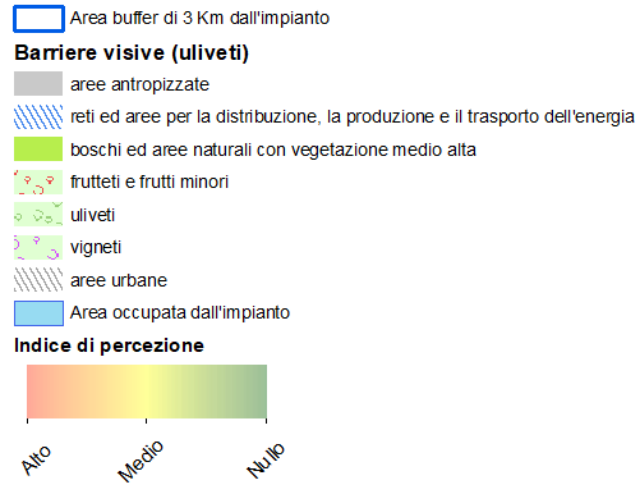 Area buffer di 3 Km dall'impianto
Barriere visive (uliveti)
aree antropizzate
reti ed aree per la distribuzione, la produzione e il trasporto dell'energia
boschi ed aree naturali con vegetazione medio alta
frutteti e frutti minori
uliveti
vigneti
aree urbane
Area occupata dall'impianto
Indice di percezione
Alto
Medio
Nullo